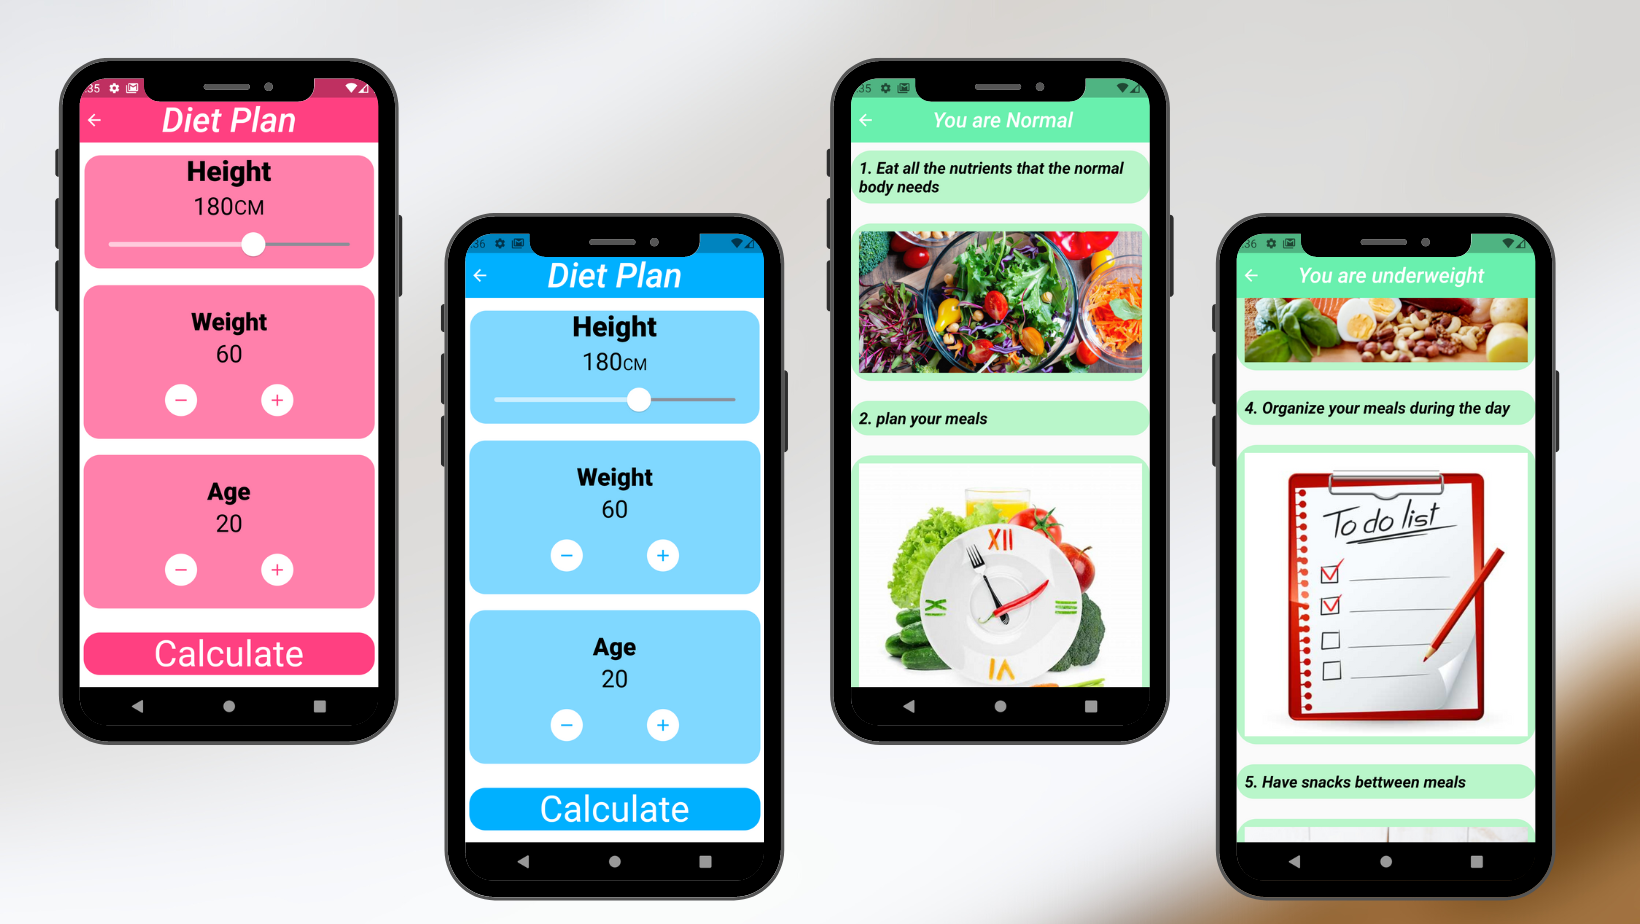 :35
Diet Plan
Height
180CM
Weight
60
Age
20
Calculate
:36
Diet Plan
Height
180CM
Weight
60
Age
20
Calculate
:35
You are Normal
1. Eat all the nutrients that the normal
body needs
2. plan your meals
XII
III
VI
IX
:36
You are underweight
4. Organize your meals during the day
To do list
5. Have snacks bettween meals